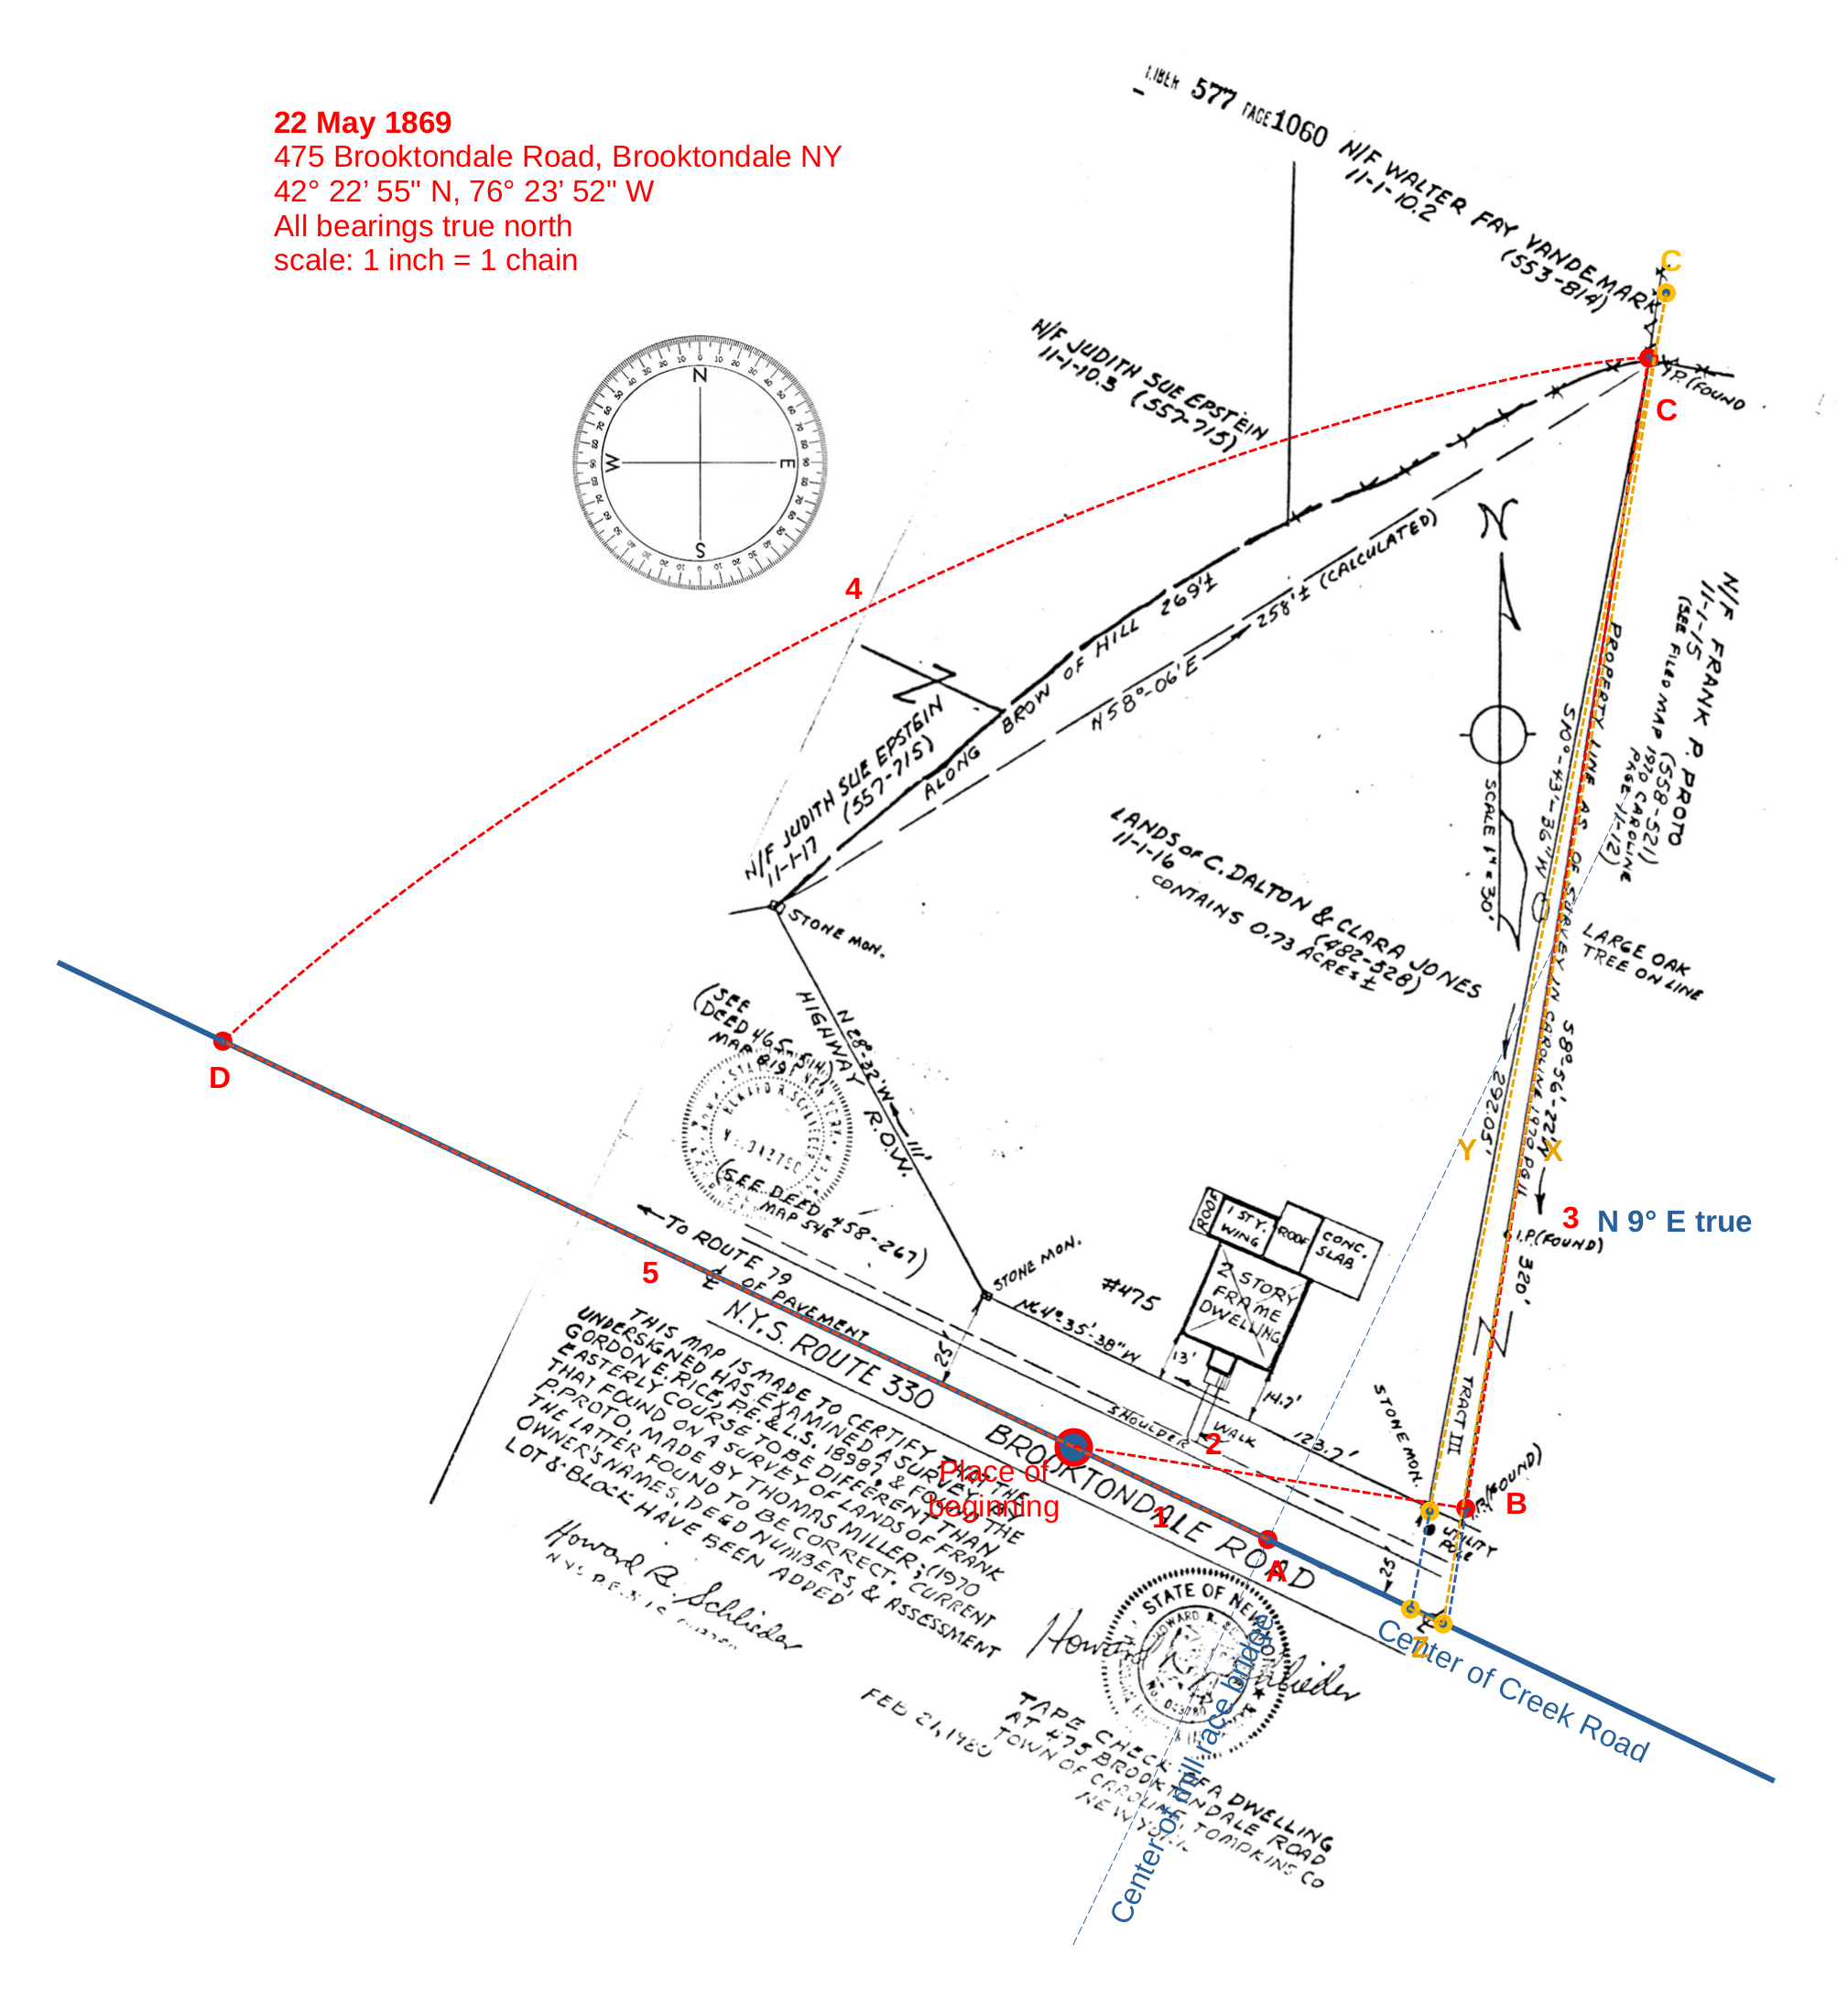 LIBER 577 PAGE 1060
22 May 1869
475 Brooktondale Road, Brooktondale NY
42° 22’ 55" N, 76° 23’ 52" W
All bearings true north
scale: 1 inch = 1 chain
N/F WALTER FAY VANDEMARK
11-1-10.2
(553-814)
C
N/F JUDITH SUE EPSTEIN
11-1-10.3 (557-715)
I.P. (FOUND
C
N
E
S
W
N
SCALE 1" = 30'
4
ALONG BROW OF HILL 269'±
N58°-06'E 258'± (CALCULATED)
N/F FRANK P. PROTO
11-1-15 (558-521)
(SEE FILED MAP 1970 CAROLINE
PAGE 11-12)
PROPERTY LINE AS OF SURVEY IN CAROLINE 1970 PG 11
S10°-43'-36"W
292.05'
S8°-56'-22"W
320'
N/F JUDITH SUE EPSTEIN
11-1-17 (557-715)
LANDS OF C. DALTON & CLARA JONES
11-1-16 (482-528)
CONTAINS 0.73 ACRES ±
STONE MON.
LARGE OAK
TREE ON LINE
D
(SEE
DEED 465-514)
MAP 819
HIGHWAY R.O.W.
N28°-32'W 111'
(SEE DEED 458-267)
MAP 545
Y
X
3
N 9° E true
I.P. (FOUND)
TO ROUTE 79
5
℄ OF PAVEMENT
N.Y.S. ROUTE 330
BROOKTONDALE ROAD
STONE MON.
25'
N64°-35'-38"W
123.7'
#475
ROOF
1 STY.
WING
ROOF
CONC.
SLAB
2 STORY
FRAME
DWELLING
13'
14.7'
SHOULDER
WALK
2
STONE MON.
TRACT III
(FOUND)
B
UTILITY
POLE
25'
Place of
beginning
1
A
Z
Center of Creek Road
Center of mill race bridge
THIS MAP IS MADE TO CERTIFY THAT THE
UNDERSIGNED HAS EXAMINED A SURVEY BY
GORDON E. RICE, P.E. & L.S. 18987, & FOUND THE
EASTERLY COURSE TO BE DIFFERENT THAN
THAT FOUND ON A SURVEY OF LANDS OF FRANK
P. PROTO, MADE BY THOMAS MILLER; (1970
THE LATTER FOUND TO BE CORRECT. CURRENT
OWNER'S NAMES, DEED NUMBERS, & ASSESSMENT
LOT & BLOCK HAVE BEEN ADDED
Howard R. Schlieder
STATE OF NEW
HOWARD R.
Howard Schlieder
FEB 21, 1980
TAPE CHECK OF A DWELLING
AT 475 BROOKTONDALE ROAD
TOWN OF CAROLINE, TOMPKINS CO
NEW YORK